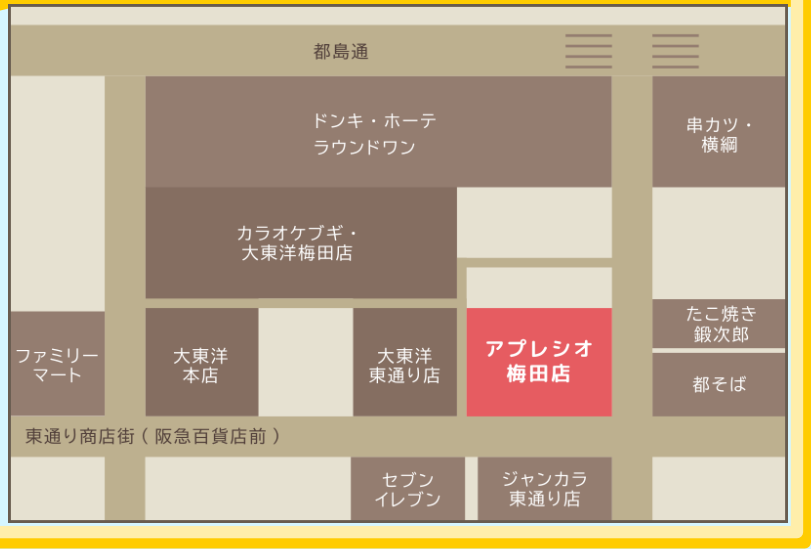 都島通
ドンキ・ホーテ
ラウンドワン
串カツ・
横綱
カラオケブギ・
大東洋梅田店
たこ焼き
鍛次郎
ファミリー
マート
大東洋
本店
大東洋
東通り店
アプレシオ
梅田店
都そば
東通り商店街 ( 阪急百貨店前 )
セブン
イレブン
ジャンカラ
東通り店